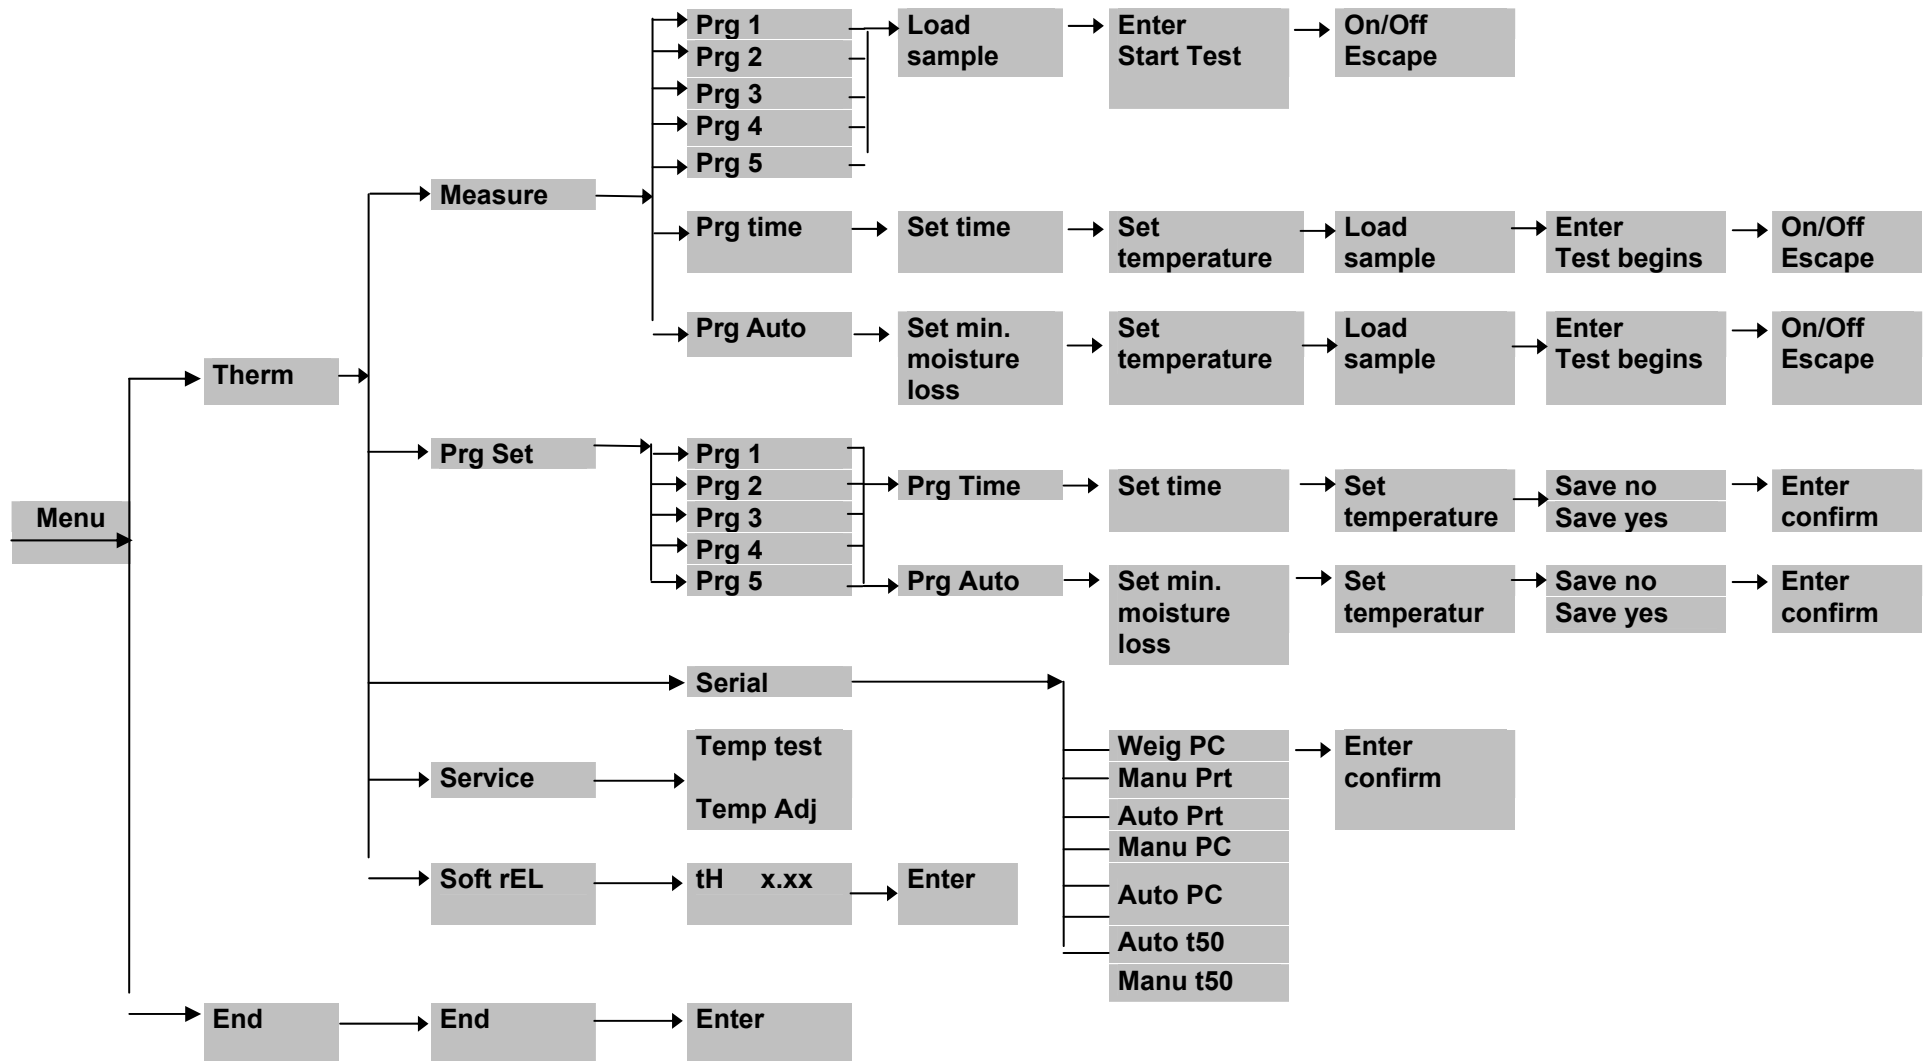 Menu
Therm
Measure
Prg 1
Prg 2
Prg 3
Prg 4
Prg 5
Load
sample
Enter
Start Test
On/Off
Escape
Prg time
Set time
Set
temperature
Load
sample
Enter
Test begins
On/Off
Escape
Prg Auto
Set min.
moisture
loss
Set
temperature
Load
sample
Enter
Test begins
On/Off
Escape
Prg Set
Prg 1
Prg 2
Prg 3
Prg 4
Prg 5
Prg Time
Set time
Set
temperature
Save no
Save yes
Enter
confirm
Prg Auto
Set min.
moisture
loss
Set
temperatur
Save no
Save yes
Enter
confirm
Serial
Weig PC
Manu Prt
Auto Prt
Manu PC
Auto PC
Auto t50
Manu t50
Enter
confirm
Service
Temp test
Temp Adj
Soft rEL
tH x.xx
Enter
End
End
Enter